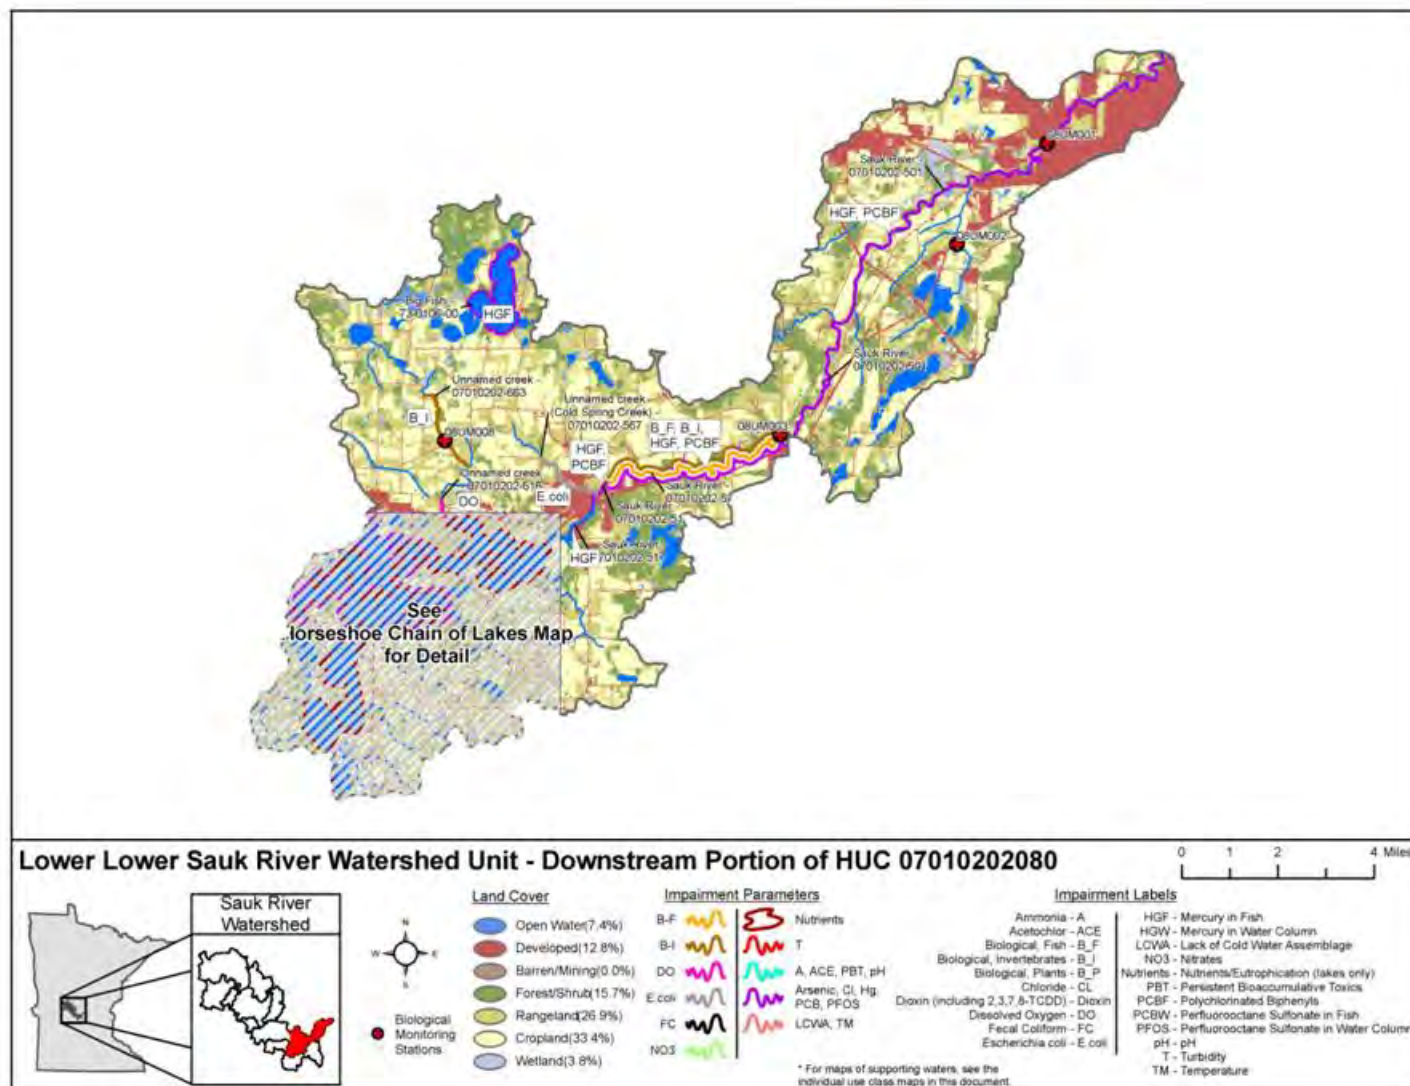 08UM001
Sauk River -
07010202-501
HGF, PCBF
08UM002
Big Fish -
73-0106-00
HGF
Sauk River -
07010202-501
Unnamed creek -
07010202-663
Unnamed creek
(Cold Spring Creek) -
07010202-567
B_I
B_F, B_I,
HGF, PCBF
08UM003
08UM008
HGF,
PCBF
Unnamed creek
DO
E.coli
Sauk River -
Sauk River
07010202-51
Sauk River
HGF
See
Horseshoe Chain of Lakes Map
for Detail
Lower Lower Sauk River Watershed Unit - Downstream Portion of HUC 07010202080
0 1 2 4 Miles
Sauk River
Watershed
N
W E
S
Biological
Monitoring
Stations
Land Cover
Open Water(7.4%)
Developed(12.8%)
Barren/Mining(0.0%)
Forest/Shrub(15.7%)
Rangeland(26.9%)
Cropland(33.4%)
Wetland(3.8%)
Impairment Parameters
B-F
B-I
DO
E.coli
FC
NO3
Nutrients
T
A, ACE, PBT, pH
Arsenic, Cl, Hg,
PCB, PFOS
LCWA, TM
* For maps of supporting waters, see the
individual use class maps in this document
Impairment Labels
Ammonia - A
Acetochlor - ACE
Biological, Fish - B_F
Biological, Invertebrates - B_I
Biological, Plants - B_P
Chloride - CL
Dioxin (including 2,3,7,8-TCDD) - Dioxin
Dissolved Oxygen - DO
Fecal Coliform - FC
Escherichia coli - E.coli
HGF - Mercury in Fish
HGW - Mercury in Water Column
LCWA - Lack of Cold Water Assemblage
NO3 - Nitrates
Nutrients - Nutrients/Eutrophication (lakes only)
PBT - Persistent Bioaccumulative Toxics
PCBF - Polychlorinated Biphenyls
PCBW - Perfluorooctane Sulfonate in Fish
PFOS - Perfluorooctane Sulfonate in Water Column
pH - pH
T - Turbidity
TM - Temperature